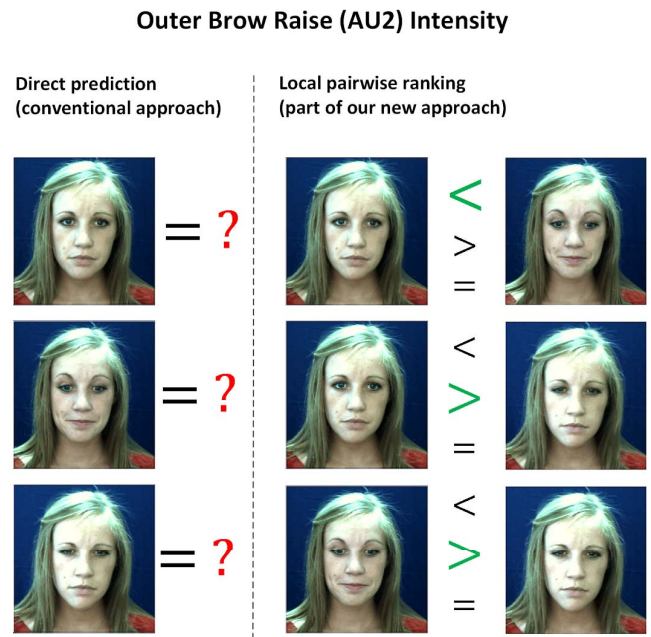 Outer Brow Raise (AU2) Intensity
Direct prediction
(conventional approach)
Local pairwise ranking
(part of our new approach)
= ?
<
>
=
= ?
<
>
=
= ?
<
>
=